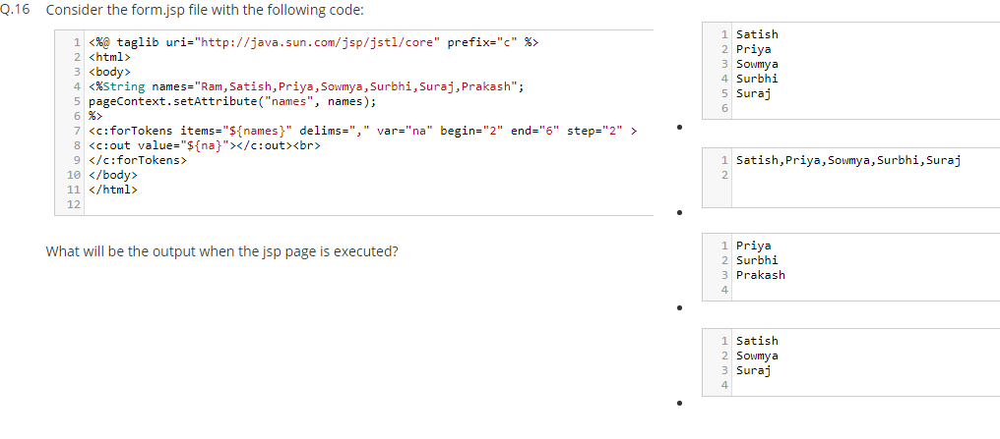 Q.16 Consider the form.jsp file with the following code:
1 <%@ taglib uri="http://java.sun.com/jsp/jstl/core" prefix="c" %>
2 <html>
3 <body>
4 <%String names="Ram,Satish,Priya,Sowmya,Surbhi,Suraj,Prakash";
5 pageContext.setAttribute("names", names);
6 %>
7 <c:forTokens items="${names}" delims="," var="na" begin="2" end="6" step="2" >
8 <c:out value="${na}"></c:out><br>
9 </c:forTokens>
10 </body>
11 </html>
12
What will be the output when the jsp page is executed?
1 Satish
2 Priya
3 Sowmya
4 Surbhi
5 Suraj
6
1 Satish,Priya,Sowmya,Surbhi,Suraj
2
1 Priya
2 Surbhi
3 Prakash
4
1 Satish
2 Sowmya
3 Suraj
4